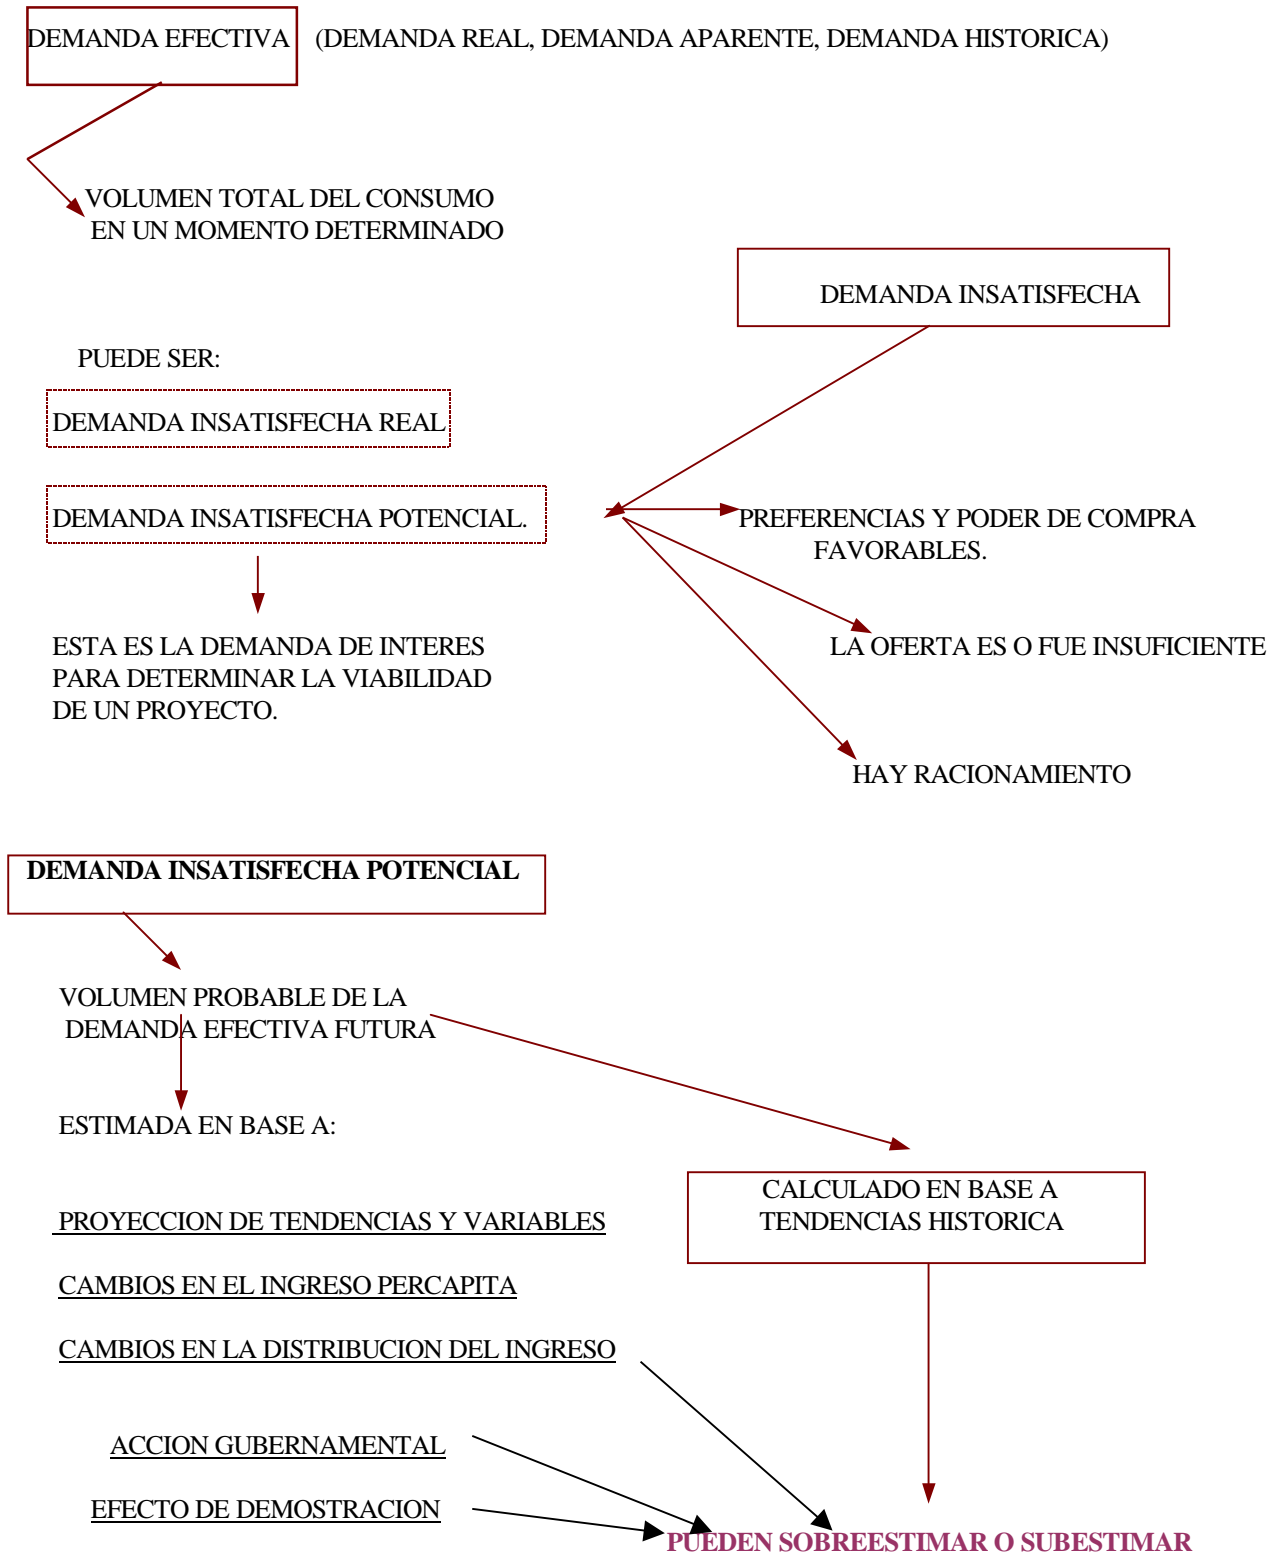 DEMANDA EFECTIVA (DEMANDA REAL, DEMANDA APARENTE, DEMANDA HISTORICA)
VOLUMEN TOTAL DEL CONSUMO
EN UN MOMENTO DETERMINADO
DEMANDA INSATISFECHA
PUEDE SER:
DEMANDA INSATISFECHA REAL
DEMANDA INSATISFECHA POTENCIAL.
PREFERENCIAS Y PODER DE COMPRA
FAVORABLES.
ESTA ES LA DEMANDA DE INTERES
PARA DETERMINAR LA VIABILIDAD
DE UN PROYECTO.
LA OFERTA ES O FUE INSUFICIENTE
HAY RACIONAMIENTO
DEMANDA INSATISFECHA POTENCIAL
VOLUMEN PROBABLE DE LA
DEMANDA EFECTIVA FUTURA
ESTIMADA EN BASE A:
CALCULADO EN BASE A
TENDENCIAS HISTORICA
PROYECCION DE TENDENCIAS Y VARIABLES
CAMBIOS EN EL INGRESO PERCAPITA
CAMBIOS EN LA DISTRIBUCION DEL INGRESO
ACCION GUBERNAMENTAL
EFECTO DE DEMOSTRACION
PUEDEN SOBREESTIMAR O SUBESTIMAR